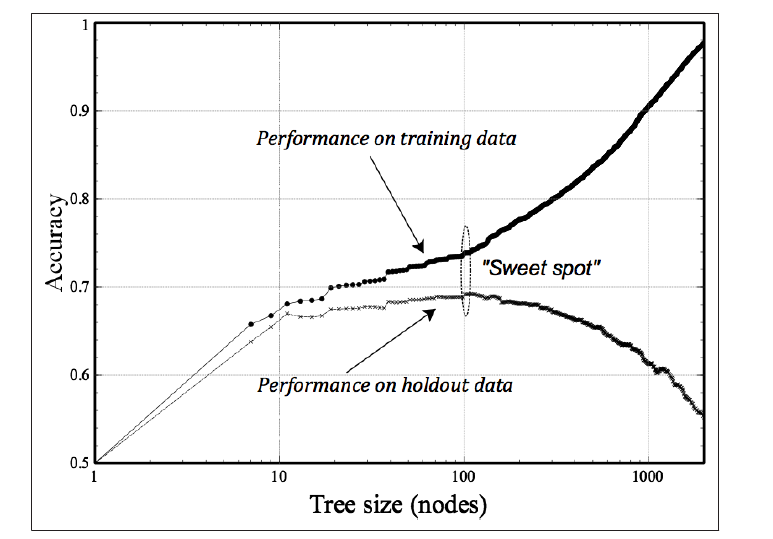 1
0.9
Performance on training data
0.8
Accuracy
"Sweet spot"
0.7
0.6
Performance on holdout data
0.5
1 10 100 1000
Tree size (nodes)